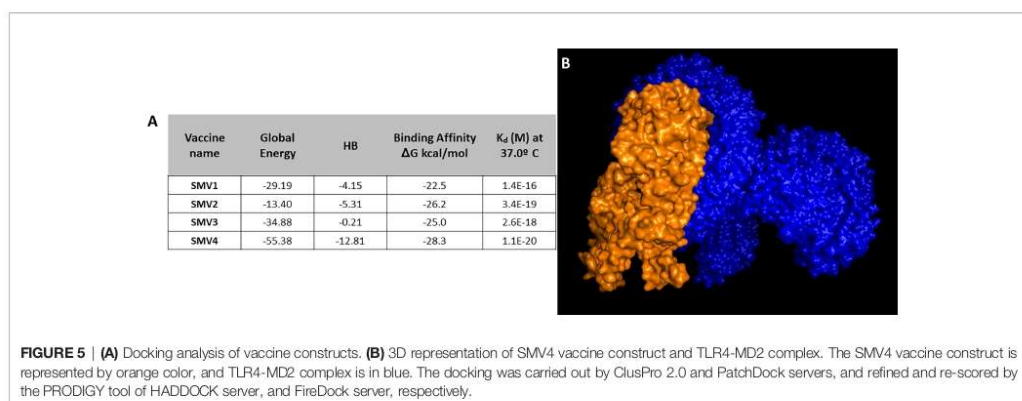 B
A
Vaccine name Global Energy HB Binding Affinity ΔG kcal/mol Kd (M) at 37.0º C
SMV1 -29.19 -4.15 -22.5 1.4E-16
SMV2 -13.40 -5.31 -26.2 3.4E-19
SMV3 -34.88 -0.21 -25.0 2.6E-18
SMV4 -55.38 -12.81 -28.3 1.1E-20
FIGURE 5 | (A) Docking analysis of vaccine constructs. (B) 3D representation of SMV4 vaccine construct and TLR4-MD2 complex. The SMV4 vaccine construct is
represented by orange color, and TLR4-MD2 complex is in blue. The docking was carried out by ClusPro 2.0 and PatchDock servers, and refined and re-scored by
the PRODIGY tool of HADDOCK server, and FireDock server, respectively.